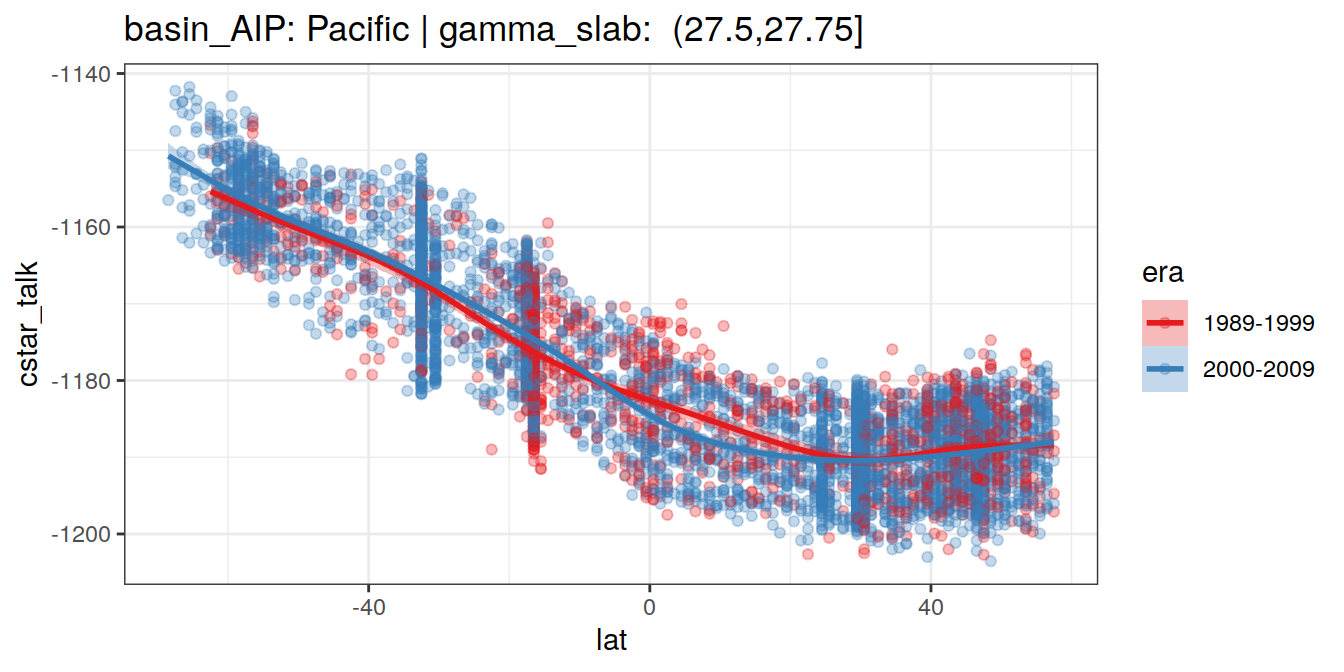 basin_AIP: Pacific | gamma_slab:  (27.5,27.75]
-1140
-1160
-1180
-1200
cstar_talk
-40
0
40
lat
era
1989-1999
2000-2009